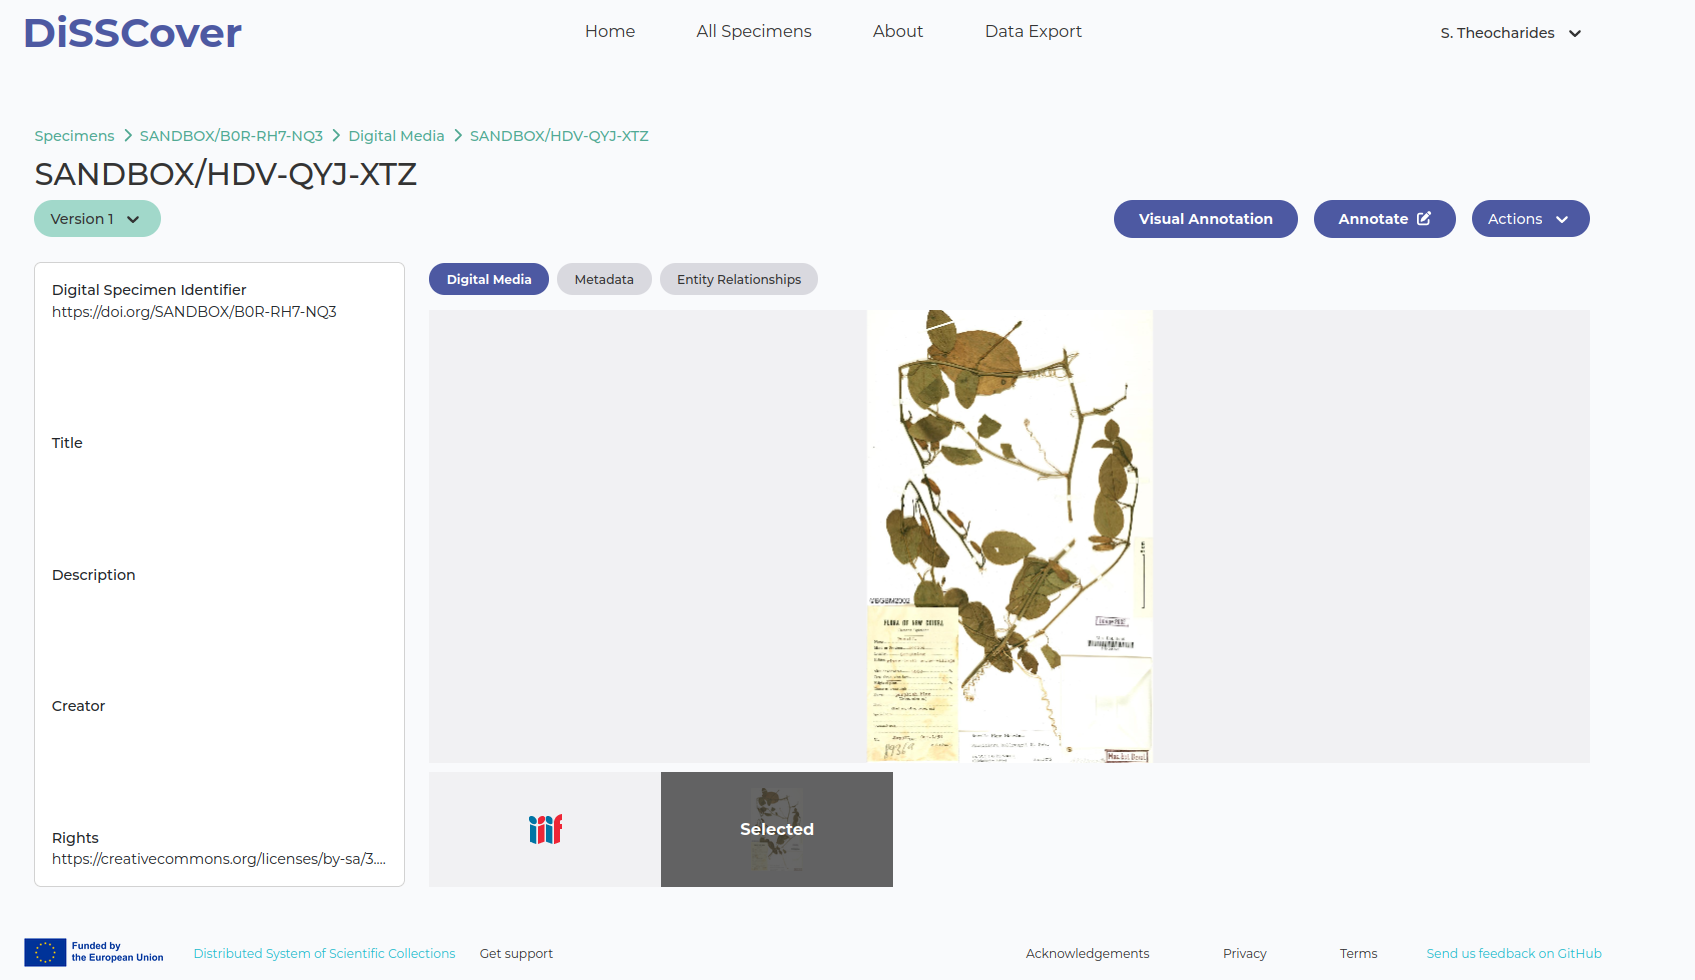 DiSSCover
Home
All Specimens
About
Data Export
S. Theocharides
Specimens
SANDBOX/B0R-RH7-NQ3
Digital Media
SANDBOX/HDV-QYJ-XTZ
SANDBOX/HDV-QYJ-XTZ
Version 1
Visual Annotation
Annotate
Actions
Digital Specimen Identifier
https://doi.org/SANDBOX/B0R-RH7-NQ3
Title
Description
Creator
Rights
https://creativecommons.org/licenses/by-sa/3....
Digital Media
Metadata
Entity Relationships
FLORA OF NEW GUINEA
iiif
Selected
Funded by
the European Union
Distributed System of Scientific Collections
Get support
Acknowledgements
Privacy
Terms
Send us feedback on GitHub